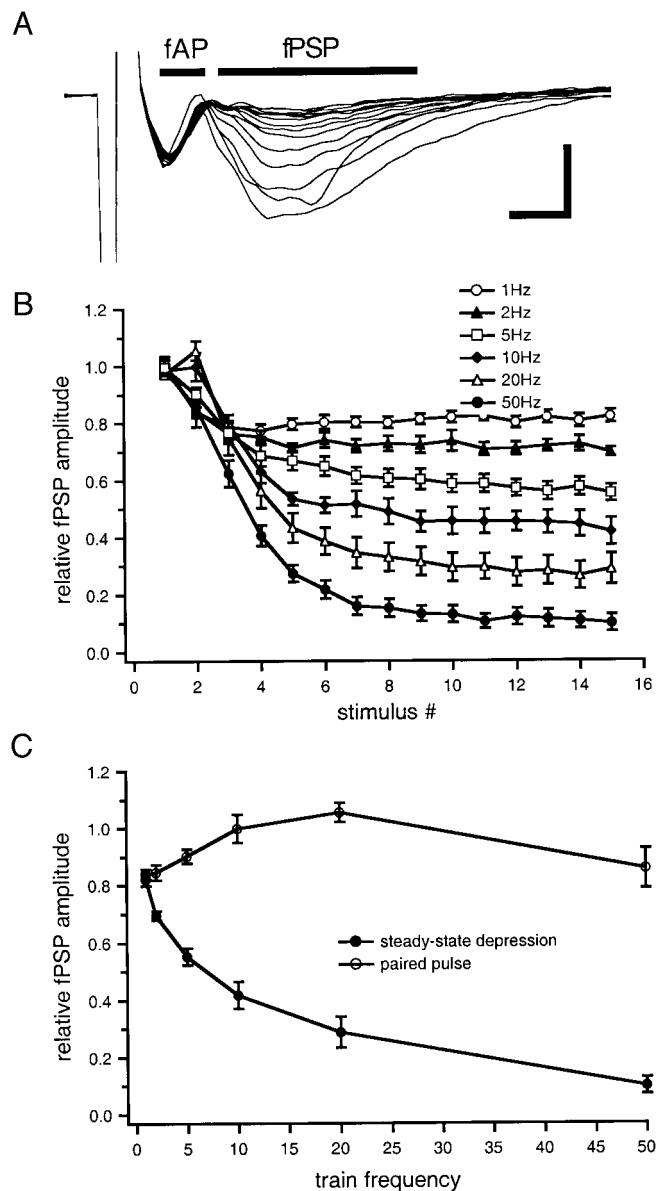 A
fAP fPSP
B
1Hz
2Hz
5Hz
10Hz
20Hz
50Hz
1.2
1.0
0.8
0.6
0.4
0.2
0.0
relative fPSP amplitude
0 2 4 6 8 10 12 14 16
stimulus #
C
1.2
1.0
0.8
0.6
0.4
0.2
0.0
relative fPSP amplitude
steady-state depression
paired pulse
0 5 10 15 20 25 30 35 40 45 50
train frequency